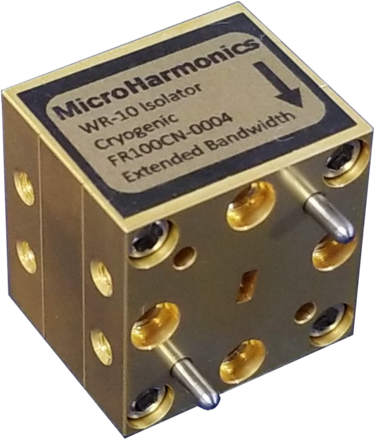 MicroHarmonics
WR-10 Isolator
Cryogenic
FR100CN-0004
Extended Bandwidth